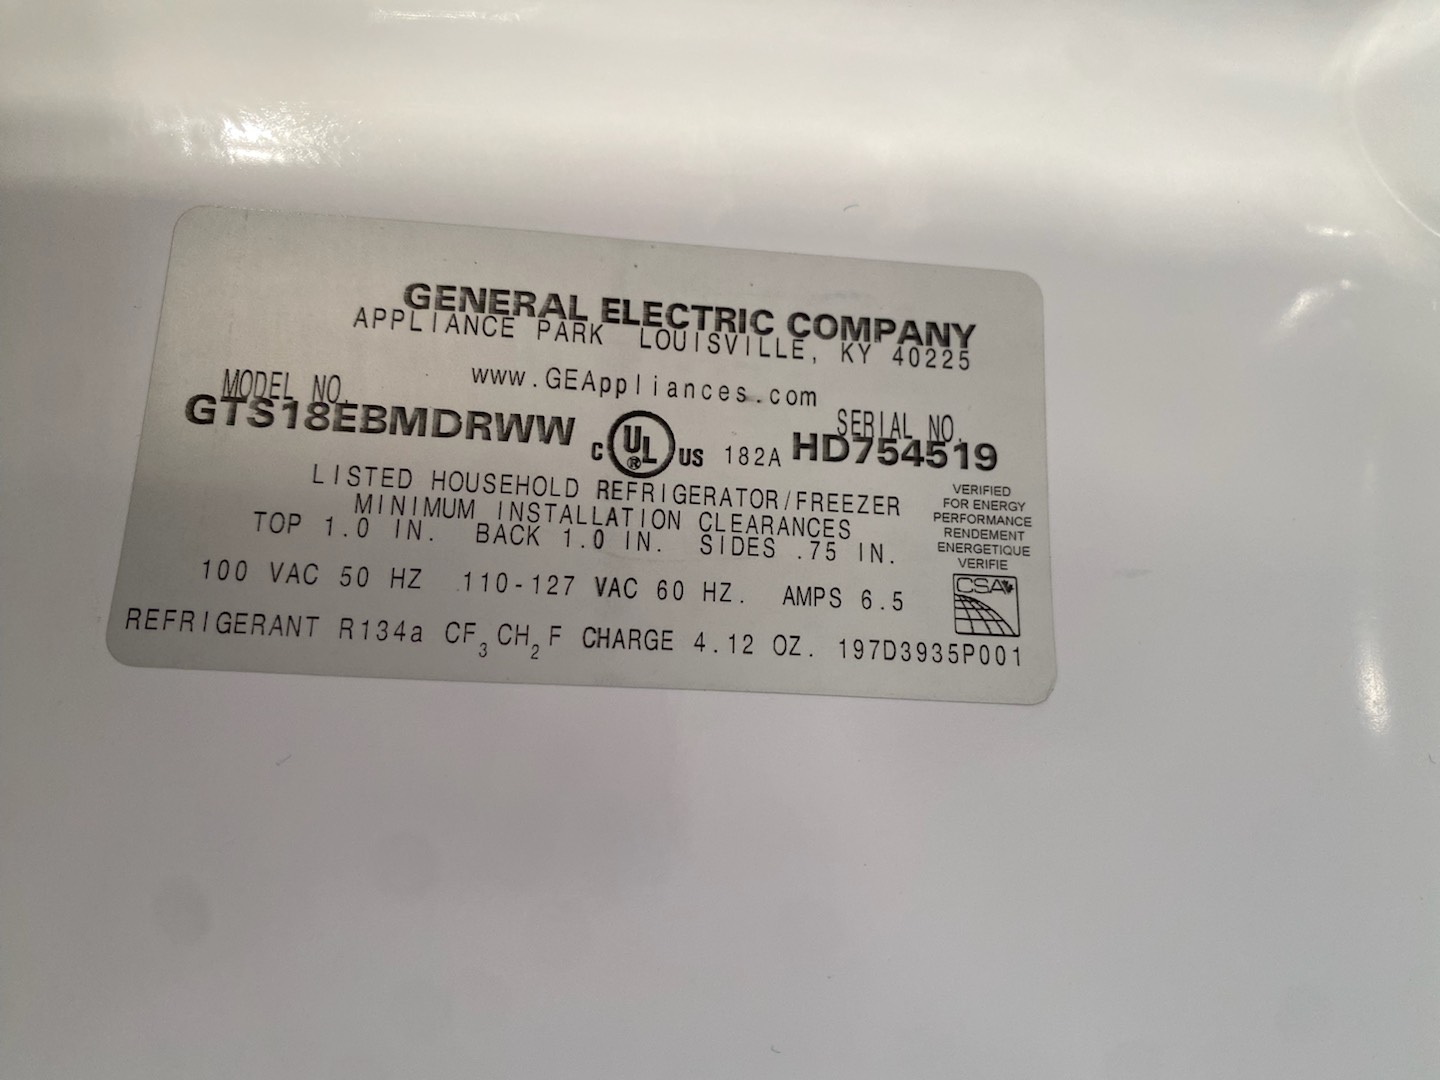 GENERAL ELECTRIC COMPANY
APPLIANCE PARK LOUISVILLE, KY 40225
www.GEAppliances.com
MODEL NO.
GTS18EBMDRWW
C UL ® US 182A
SERIAL NO.
HD754519
LISTED HOUSEHOLD REFRIGERATOR/FREEZER
MINIMUM INSTALLATION CLEARANCES
TOP 1.0 IN. BACK 1.0 IN. SIDES .75 IN.
VERIFIED
FOR ENERGY
PERFORMANCE
RENDEMENT
ENERGETIQUE
VERIFIE
CSA
100 VAC 50 HZ 110-127 VAC 60 HZ. AMPS 6.5
REFRIGERANT R134a CF₃CH₂F CHARGE 4.12 OZ. 197D3935P001